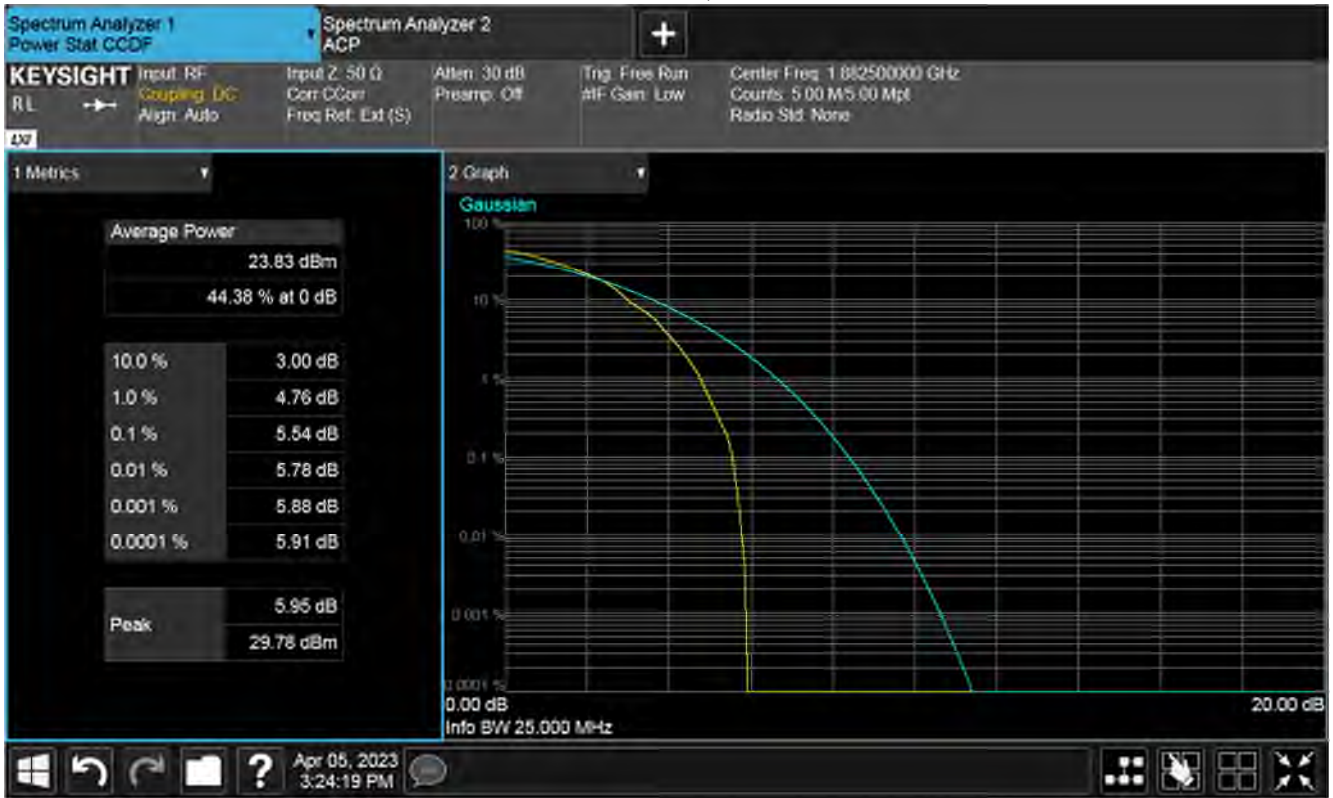 Spectrum Analyzer 1
Power Stat CCDF
Spectrum Analyzer 2
ACP
KEYSIGHT
RL
LXI
Input: RF
Coupling: DC
Align: Auto
Input Z: 50 Ω
Corr CCorr
Freq Ref: Ext (S)
Atten: 30 dB
Preamp: Off
Trig: Free Run
#IF Gain: Low
Center Freq: 1.882500000 GHz
Counts: 5.00 M/5.00 Mpt
Radio Std: None
1 Metrics
Average Power
23.83 dBm
44.38 % at 0 dB
10.0 % 3.00 dB
1.0 % 4.76 dB
0.1 % 5.54 dB
0.01 % 5.78 dB
0.001 % 5.88 dB
0.0001 % 5.91 dB
Peak
5.95 dB
29.78 dBm
2 Graph
Gaussian
100 %
10 %
1 %
0.1 %
0.01 %
0.001 %
0.0001 %
0.00 dB
20.00 dB
Info BW 25.000 MHz
?
Apr 05, 2023
3:24:19 PM